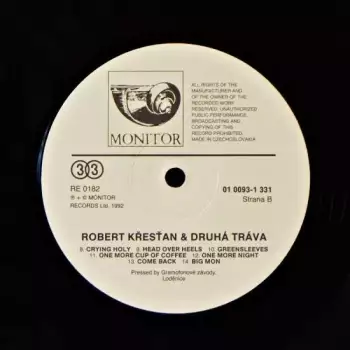 MONITOR
ALL RIGHTS OF THE
MANUFACTURER AND
OF THE OWNER OF THE
RECORDED WORK
RESERVED. UNAUTHORIZED
PUBLIC PERFORMANCE,
BROADCASTING AND
COPYING OF THIS
RECORD PROHIBITED.
MADE IN CZECHOSLOVAKIA
33
RE 0182
℗ + © MONITOR
RECORDS Ltd. 1992
01 0093-1 331
Strana B
ROBERT KŘESŤAN & DRUHÁ TRÁVA
8. CRYING HOLY 9. HEAD OVER HEELS 10. GREENSLEEVES
11. ONE MORE CUP OF COFFEE 12. ONE MORE NIGHT
13. COME BACK 14. BIG MON
Pressed by Gramofonové závody,
Loděnice